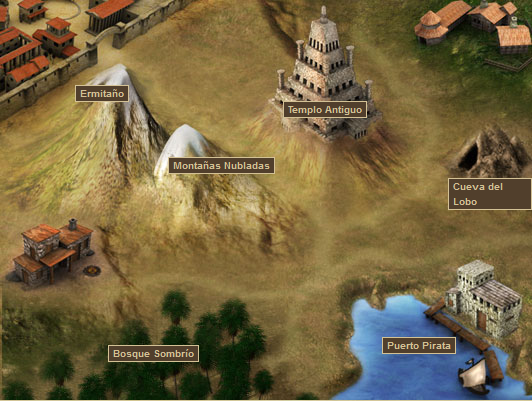 Ermitaño
Templo Antiguo
Montañas Nubladas
Cueva del
Lobo
Puerto Pirata
Bosque Sombrío